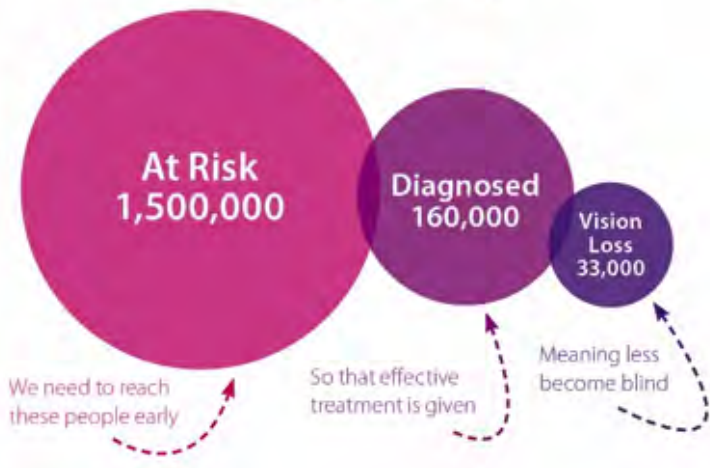 At Risk
1,500,000
Diagnosed
160,000
Vision
Loss
33,000
We need to reach
these people early
So that effective
treatment is given
Meaning less
become blind